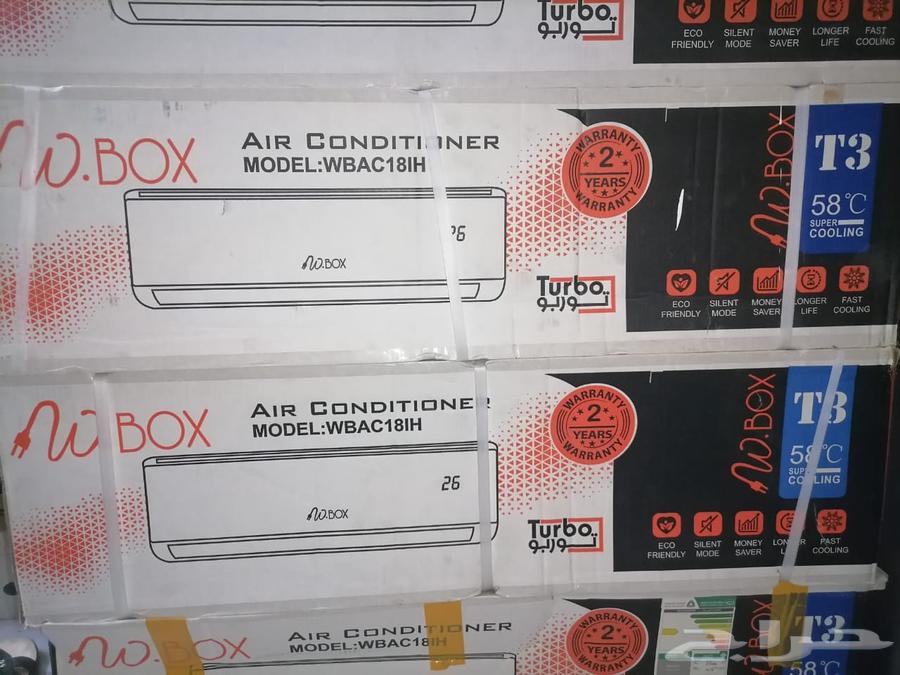 Turbo
توربو
ECO FRIENDLY
SILENT MODE
MONEY SAVER
LONGER LIFE
FAST COOLING
W.BOX
AIR CONDITIONER
MODEL:WBAC18IH
W.BOX
WARRANTY
2
YEARS
WARRANTY
Turbo
توربو
W.BOX
T3
58℃
SUPER
COOLING
ECO FRIENDLY
SILENT MODE
MONEY SAVER
LONGER LIFE
FAST COOLING
W.BOX
AIR CONDITIONER
MODEL:WBAC18IH
26
W.BOX
WARRANTY
2
YEARS
WARRANTY
Turbo
توربو
W.BOX
T3
58℃
COOLING
ECO FRIENDLY
SILENT MODE
MONEY SAVER
LIFE
FAST COOLING
W.BOX
AIR CONDITIONER
MODEL:WBAC18IH
WARRANTY
2
YEARS
WARRANTY
T3
58℃
حراج